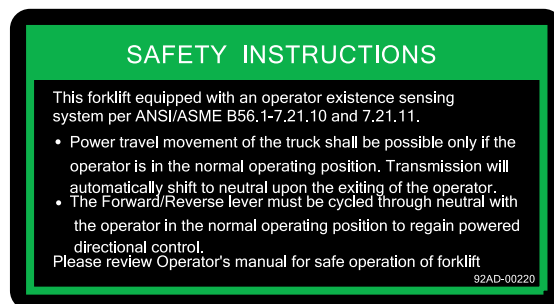 SAFETY INSTRUCTIONS
This forklift equipped with an operator existence sensing
system per ANSI/ASME B56.1-7.21.10 and 7.21.11.
• Power travel movement of the truck shall be possible only if the
operator is in the normal operating position. Transmission will
automatically shift to neutral upon the exiting of the operator.
• The Forward/Reverse lever must be cycled through neutral with
the operator in the normal operating position to regain powered
directional control.
Please review Operator's manual for safe operation of forklift
92AD-00220